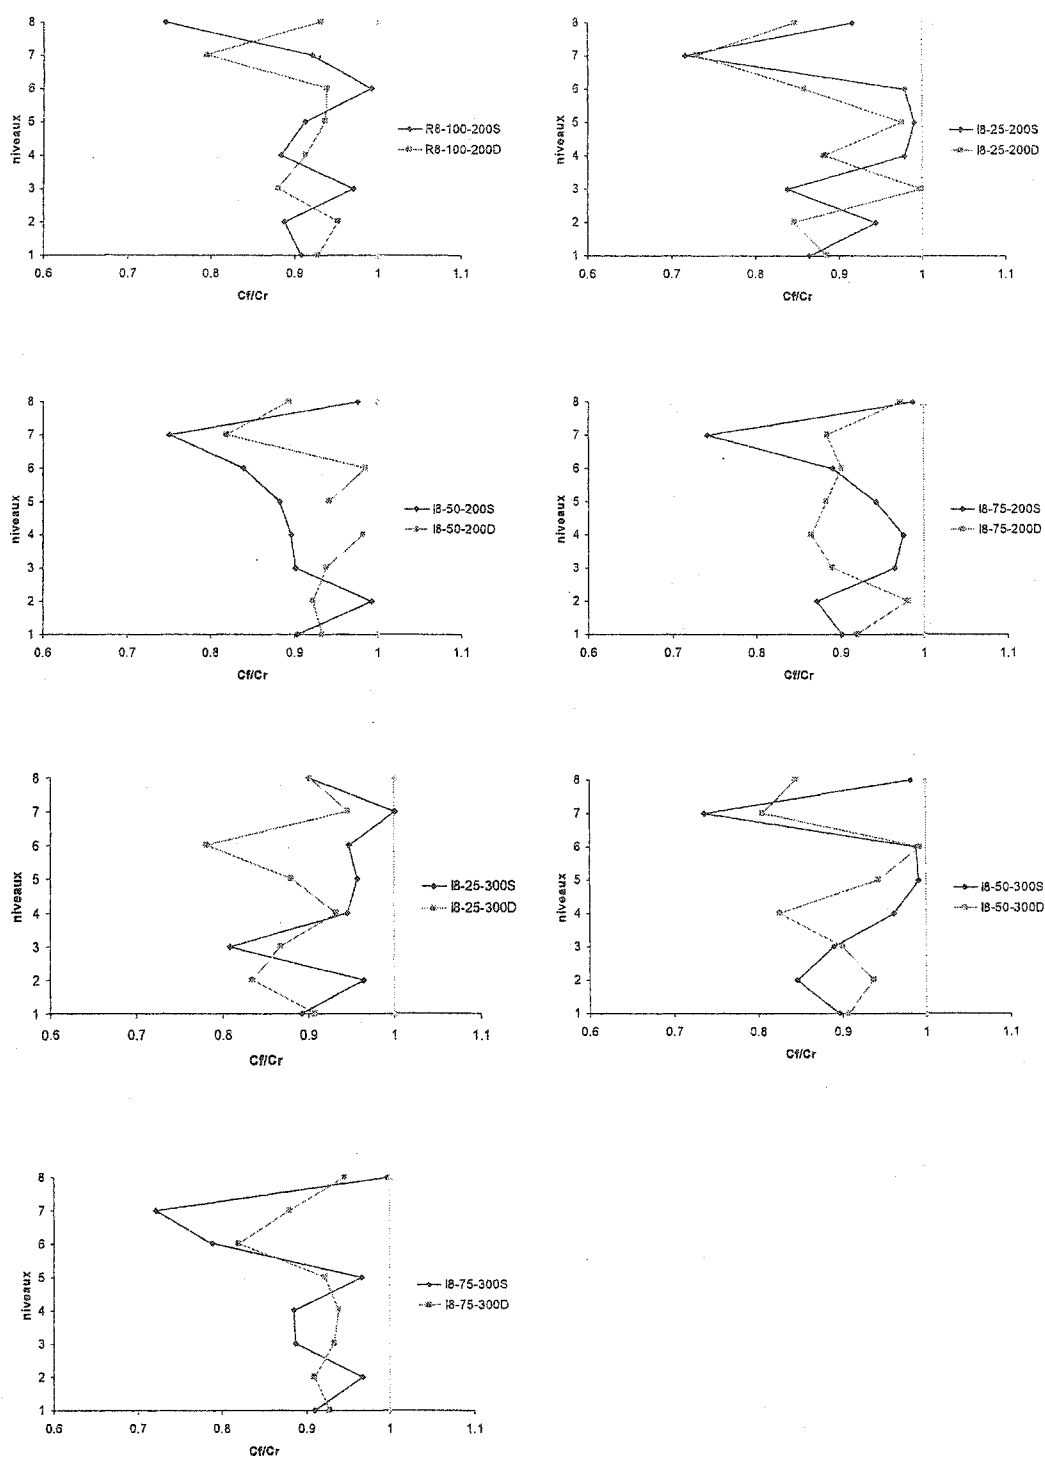 8
7
6
5
4
3
2
1
niveaux
0.6 0.7 0.8 0.9 1 1.1
Cf/Cr
R8-100-200S
R8-100-200D
8
7
6
5
4
3
2
1
niveaux
0.6 0.7 0.8 0.9 1 1.1
Cf/Cr
I8-25-200S
I8-25-200D
8
7
6
5
4
3
2
1
niveaux
0.6 0.7 0.8 0.9 1 1.1
Cf/Cr
I8-50-200S
I8-50-200D
8
7
6
5
4
3
2
1
niveaux
0.6 0.7 0.8 0.9 1 1.1
Cf/Cr
I8-75-200S
I8-75-200D
8
7
6
5
4
3
2
1
niveaux
0.6 0.7 0.8 0.9 1 1.1
Cf/Cr
I8-25-300S
I8-25-300D
8
7
6
5
4
3
2
1
niveaux
0.6 0.7 0.8 0.9 1 1.1
Cf/Cr
I8-50-300S
I8-50-300D
8
7
6
5
4
3
2
1
niveaux
0.6 0.7 0.8 0.9 1 1.1
Cf/Cr
I8-75-300S
I8-75-300D